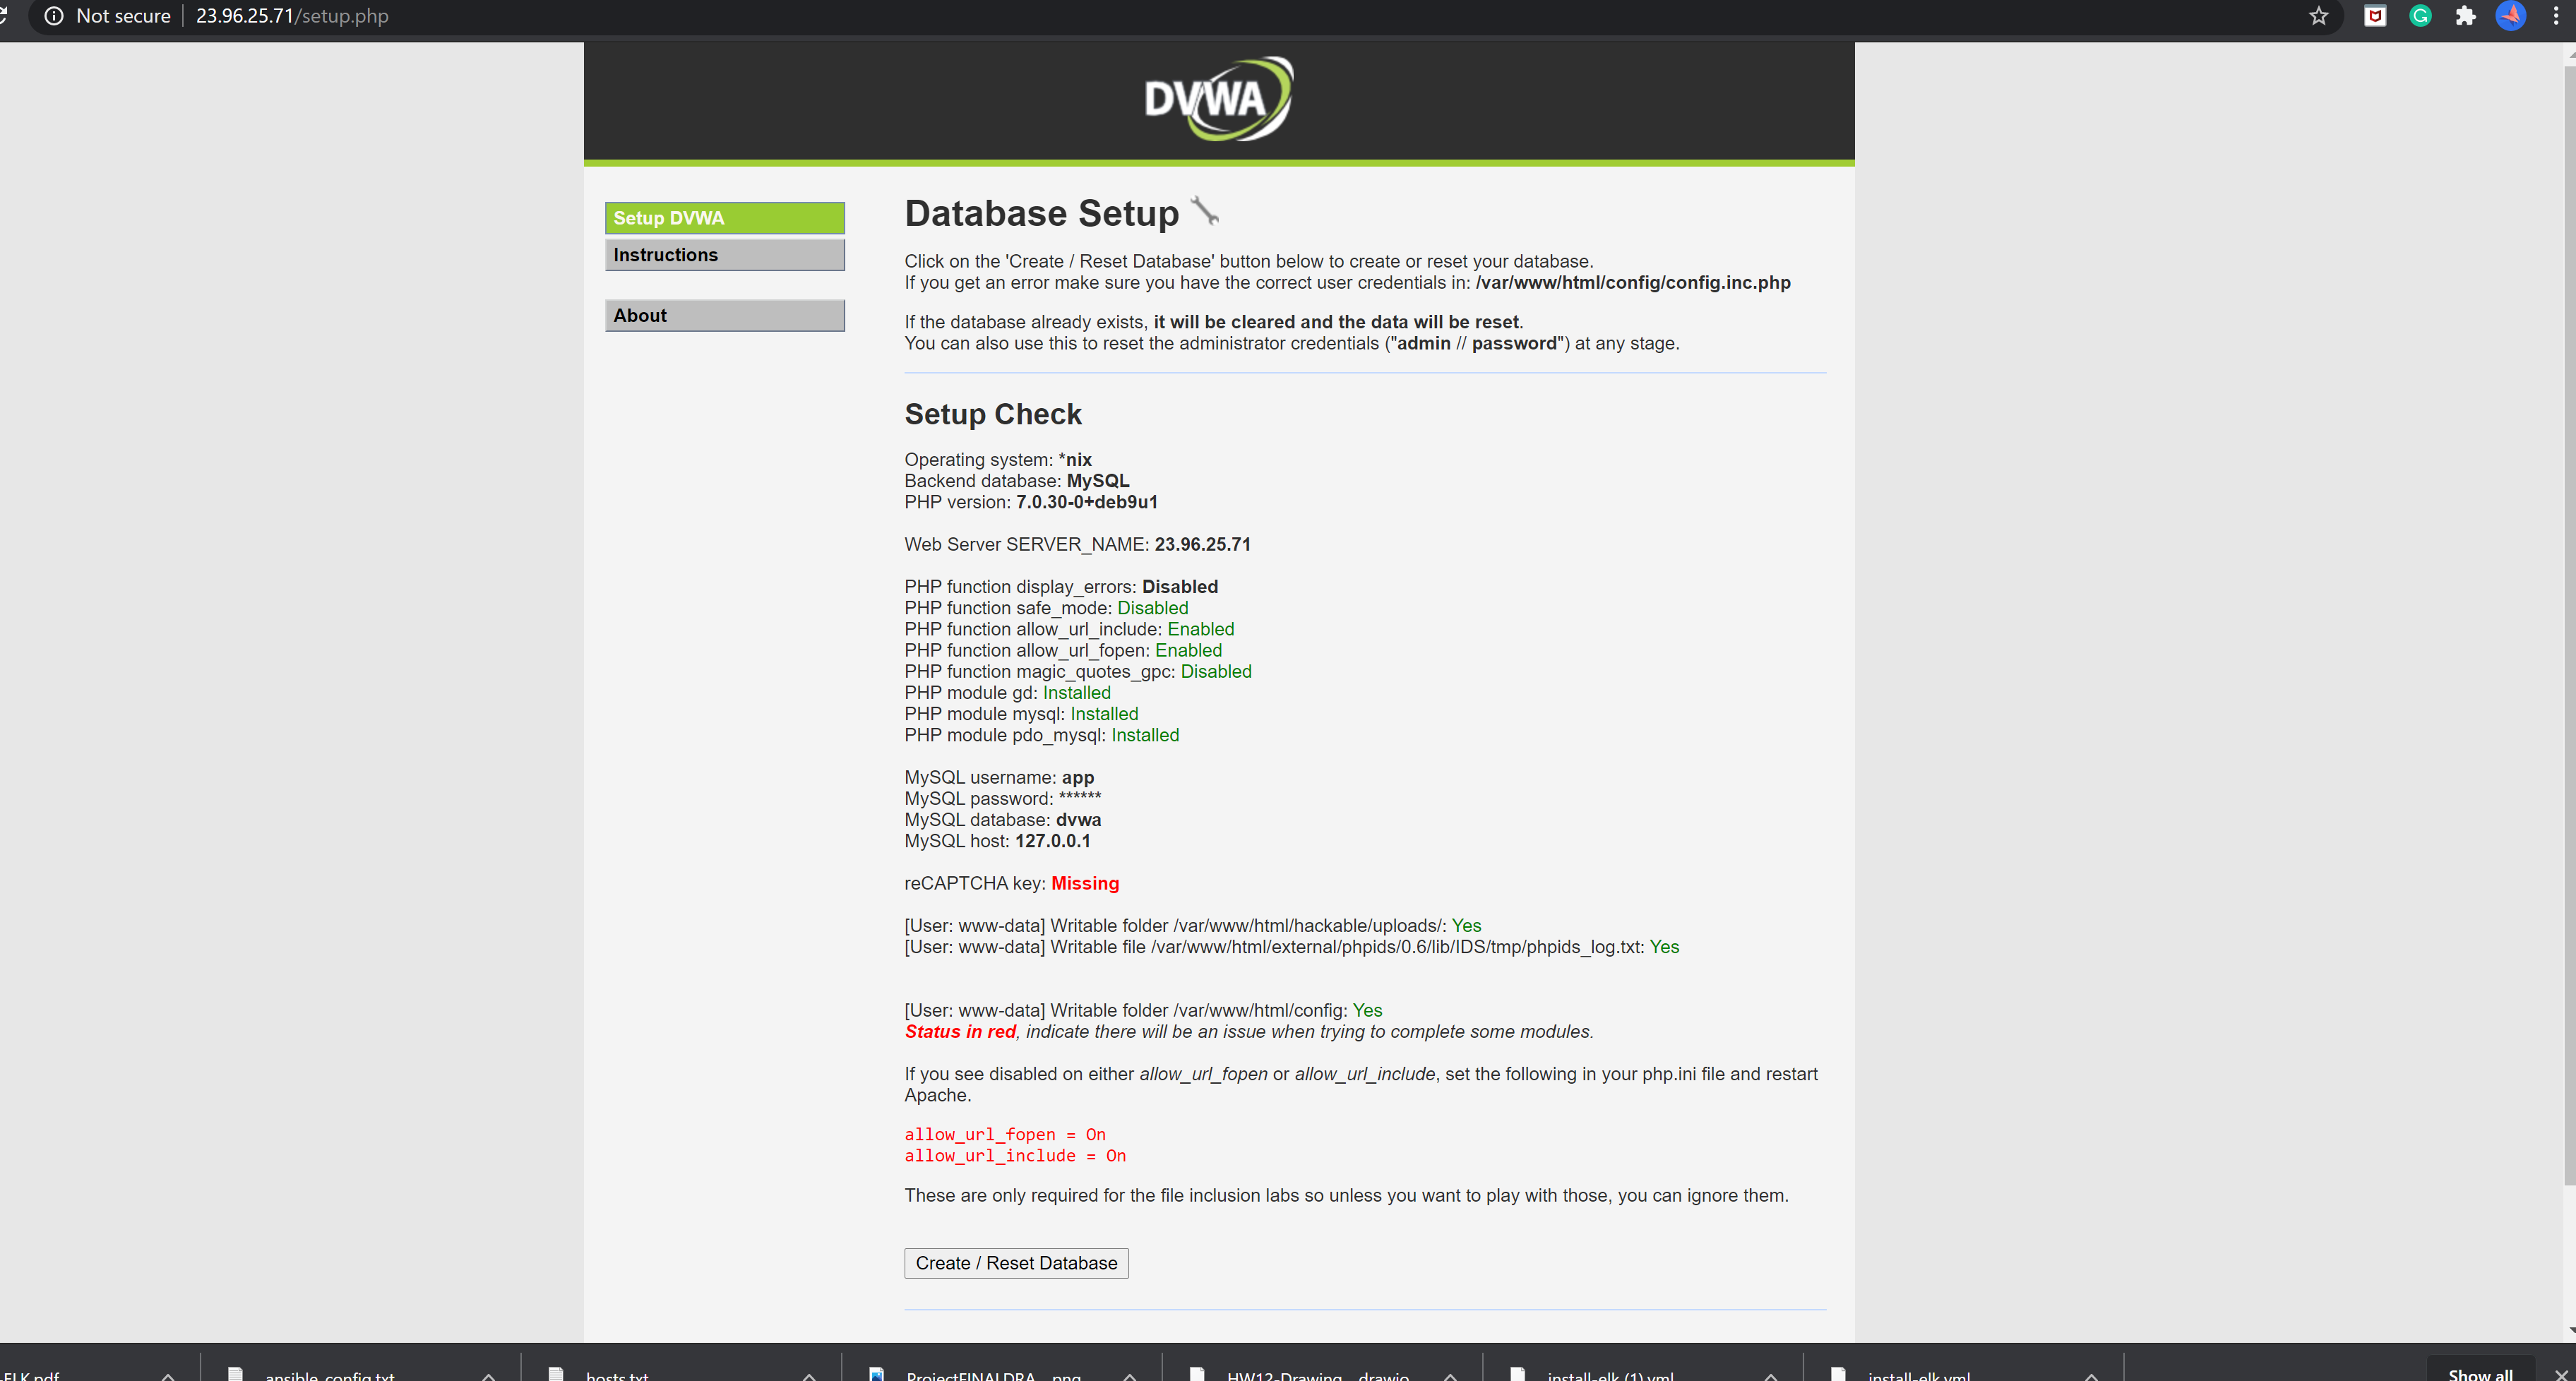 Not secure | 23.96.25.71/setup.php
DVWA
Setup DVWA
Instructions
About
Database Setup
Click on the 'Create / Reset Database' button below to create or reset your database.
If you get an error make sure you have the correct user credentials in: /var/www/html/config/config.inc.php
If the database already exists, it will be cleared and the data will be reset.
You can also use this to reset the administrator credentials ("admin // password") at any stage.
Setup Check
Operating system: *nix
Backend database: MySQL
PHP version: 7.0.30-0+deb9u1
Web Server SERVER_NAME: 23.96.25.71
PHP function display_errors: Disabled
PHP function safe_mode: Disabled
PHP function allow_url_include: Enabled
PHP function allow_url_fopen: Enabled
PHP function magic_quotes_gpc: Disabled
PHP module gd: Installed
PHP module mysql: Installed
PHP module pdo_mysql: Installed
MySQL username: app
MySQL password: ******
MySQL database: dvwa
MySQL host: 127.0.0.1
reCAPTCHA key: Missing
[User: www-data] Writable folder /var/www/html/hackable/uploads/: Yes
[User: www-data] Writable file /var/www/html/external/phpids/0.6/lib/IDS/tmp/phpids_log.txt: Yes
[User: www-data] Writable folder /var/www/html/config: Yes
Status in red, indicate there will be an issue when trying to complete some modules.
If you see disabled on either allow_url_fopen or allow_url_include, set the following in your php.ini file and restart
Apache.
allow_url_fopen = On
allow_url_include = On
These are only required for the file inclusion labs so unless you want to play with those, you can ignore them.
Create / Reset Database
-ELK.pdf
ansible_config.txt
hosts.txt
ProjectFINALDRA....png
HW12-Drawing....drawio
install-elk (1).yml
install-elk.yml
Show all